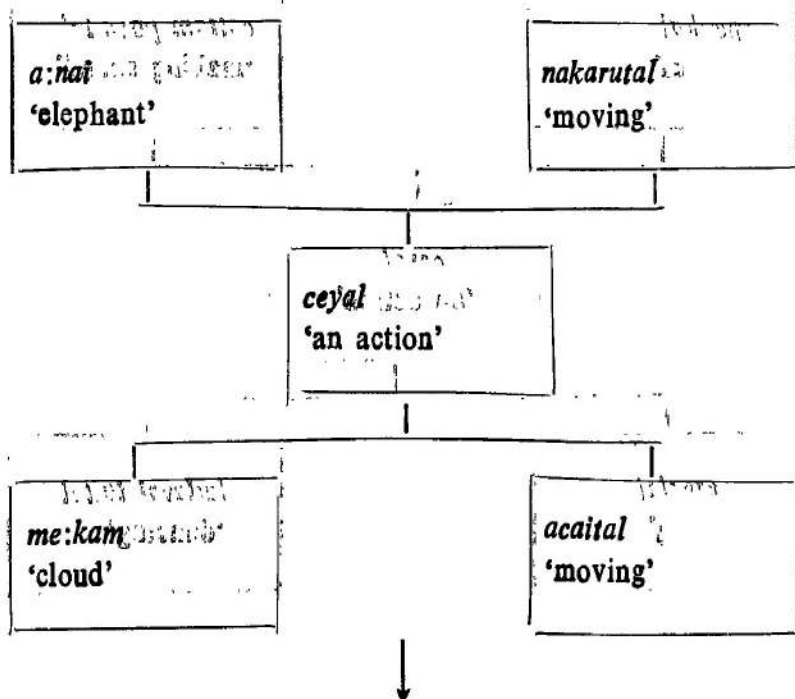 a:nai
‘elephant’
nakarutal
‘moving’
ceyal
‘an action’
me:kam
‘cloud’
acaital
‘moving’